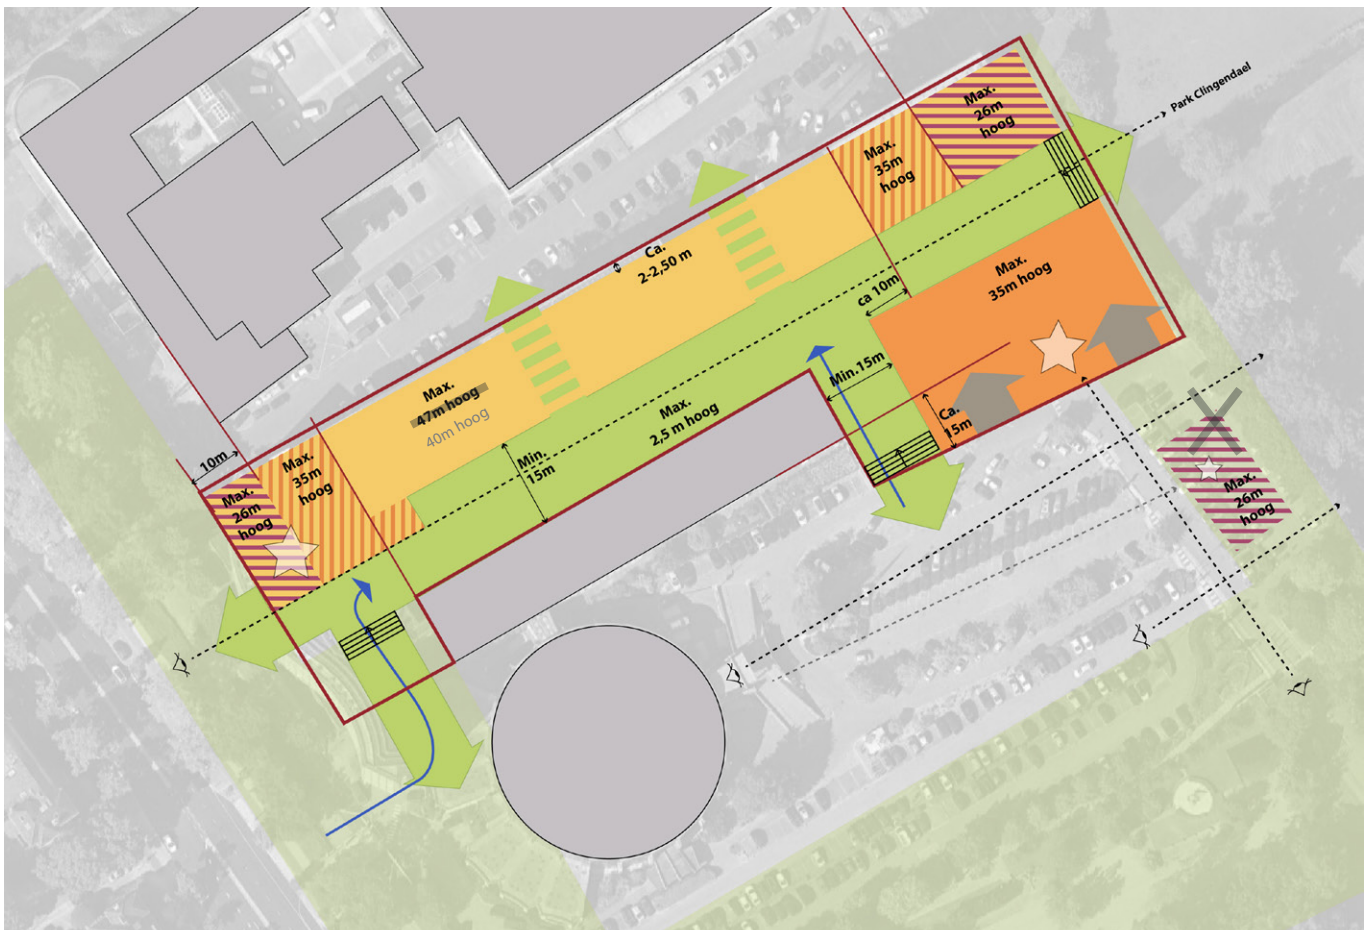 Park Clingendael
Max.
26m
hoog
Max.
35m
hoog
Ca.
2-2,50 m
Max.
35m hoog
ca 10m
Min.15m
Max.
47m hoog
40m hoog
Max.
2,5 m hoog
Ca.
15m
Min.
15m
10m
Max.
35m
hoog
Max.
26m
hoog
Max.
26m
hoog